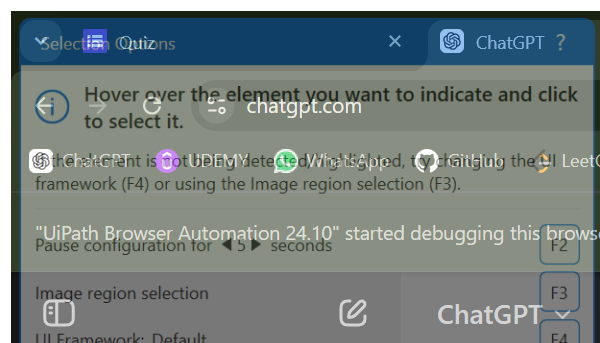 Selection Options
Quiz
ChatGPT ?
Hover over the element you want to indicate and click
to select it.
chatgpt.com
ChatGPT UDEMY WhatsApp GitHub LeetC
If the element is not being detected highlighted, try changing the UI
framework (F4) or using the Image region selection (F3).
"UiPath Browser Automation 24.10" started debugging this brows
Pause configuration for ◀ 5 ▶ seconds F2
Image region selection F3
ChatGPT
UI Framework: Default F4